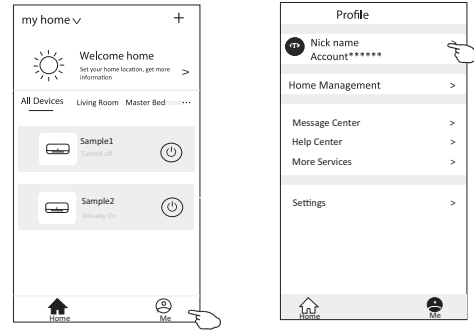 my home
Welcome home
Set your home location, get more
information
All Devices Living Room Master Bedroom
Sample1
Turned off
Sample2
Already On
Home Me
Profile
Nick name
Account******
Home Management >
Message Center >
Help Center >
More Services >
Settings >
Home Me